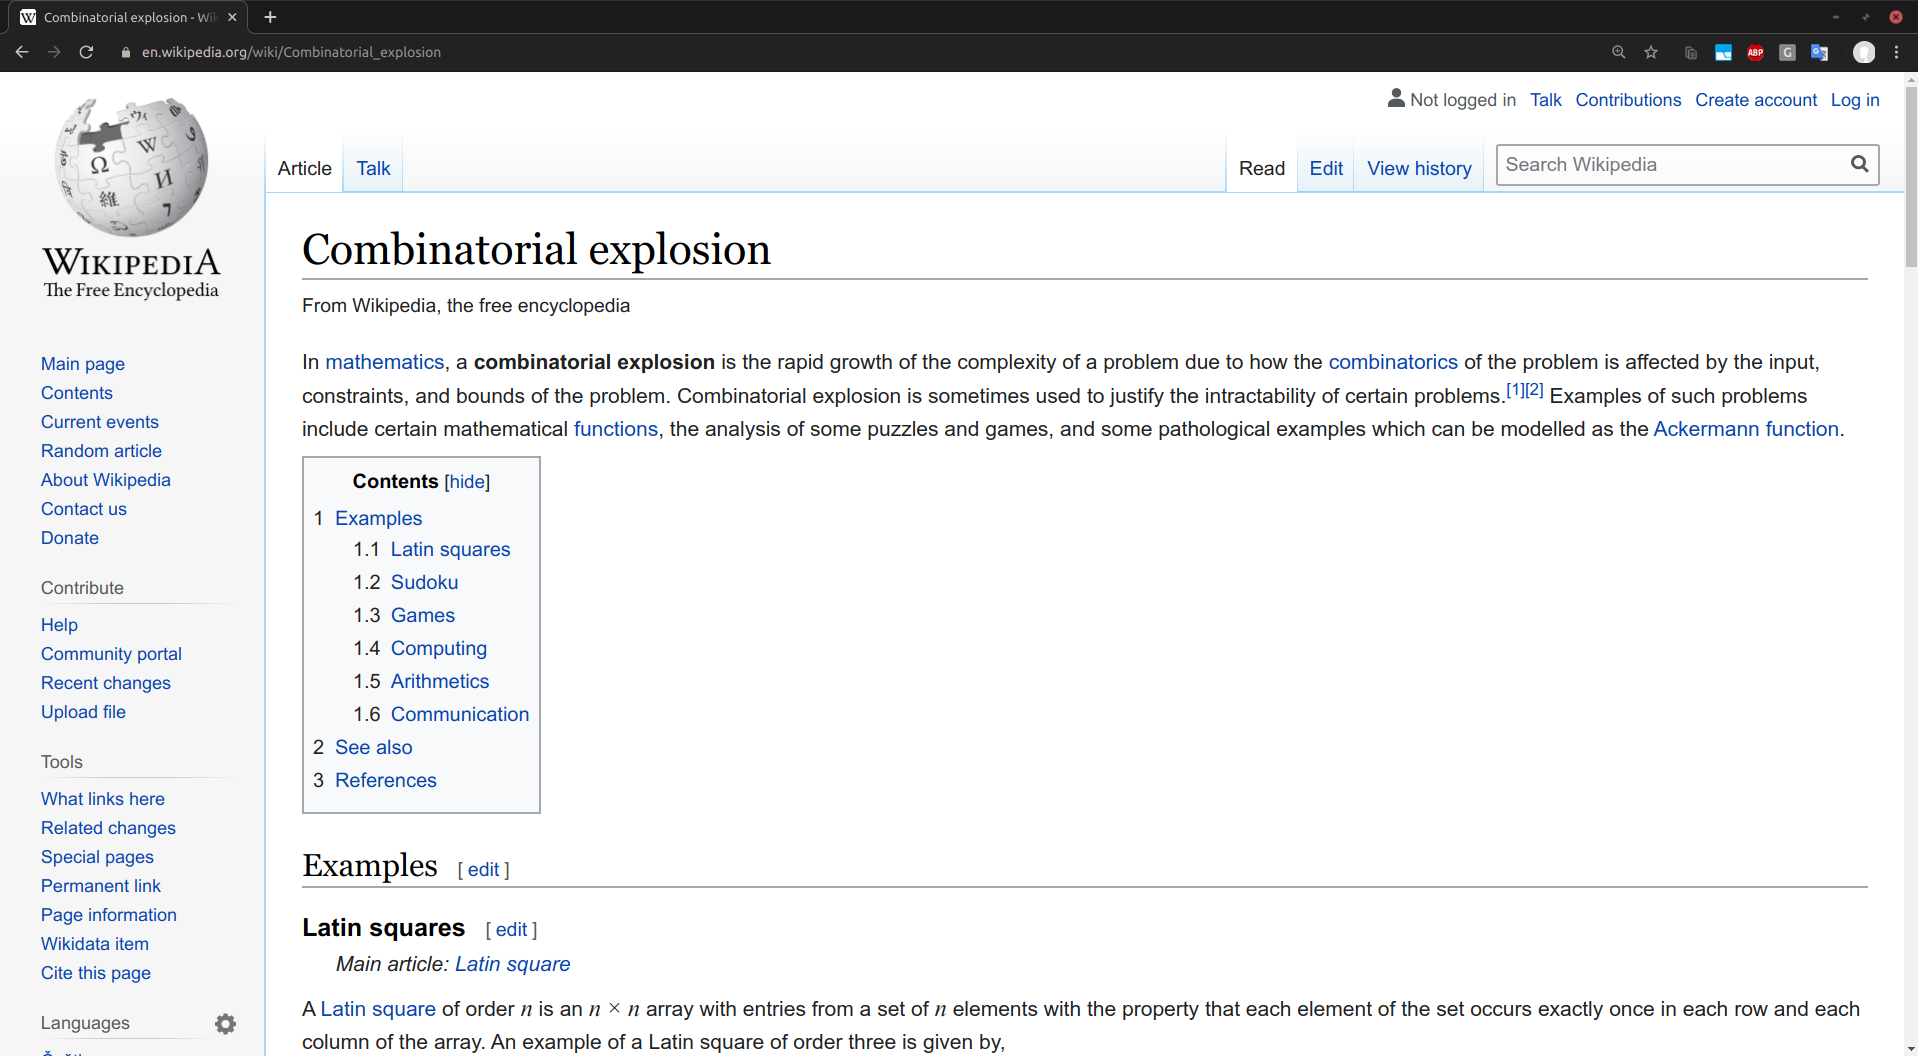 Combinatorial explosion - Wik
en.wikipedia.org/wiki/Combinatorial_explosion
ABP
G
Not logged in Talk Contributions Create account Log in
Article Talk Read Edit View history Search Wikipedia
Ω W И 維
WIKIPEDIA
The Free Encyclopedia
Main page
Contents
Current events
Random article
About Wikipedia
Contact us
Donate
Contribute
Help
Community portal
Recent changes
Upload file
Tools
What links here
Related changes
Special pages
Permanent link
Page information
Wikidata item
Cite this page
Languages
Combinatorial explosion
From Wikipedia, the free encyclopedia
In mathematics, a combinatorial explosion is the rapid growth of the complexity of a problem due to how the combinatorics of the problem is affected by the input,
constraints, and bounds of the problem. Combinatorial explosion is sometimes used to justify the intractability of certain problems.[1][2] Examples of such problems
include certain mathematical functions, the analysis of some puzzles and games, and some pathological examples which can be modelled as the Ackermann function.
Contents [hide]
1 Examples
1.1 Latin squares
1.2 Sudoku
1.3 Games
1.4 Computing
1.5 Arithmetics
1.6 Communication
2 See also
3 References
Examples [ edit ]
Latin squares [ edit ]
Main article: Latin square
A Latin square of order n is an n × n array with entries from a set of n elements with the property that each element of the set occurs exactly once in each row and each
column of the array. An example of a Latin square of order three is given by,